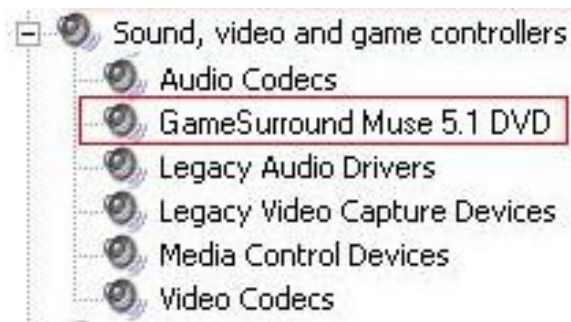 Sound, video and game controllers
Audio Codecs
GameSurround Muse 5.1 DVD
Legacy Audio Drivers
Legacy Video Capture Devices
Media Control Devices
Video Codecs